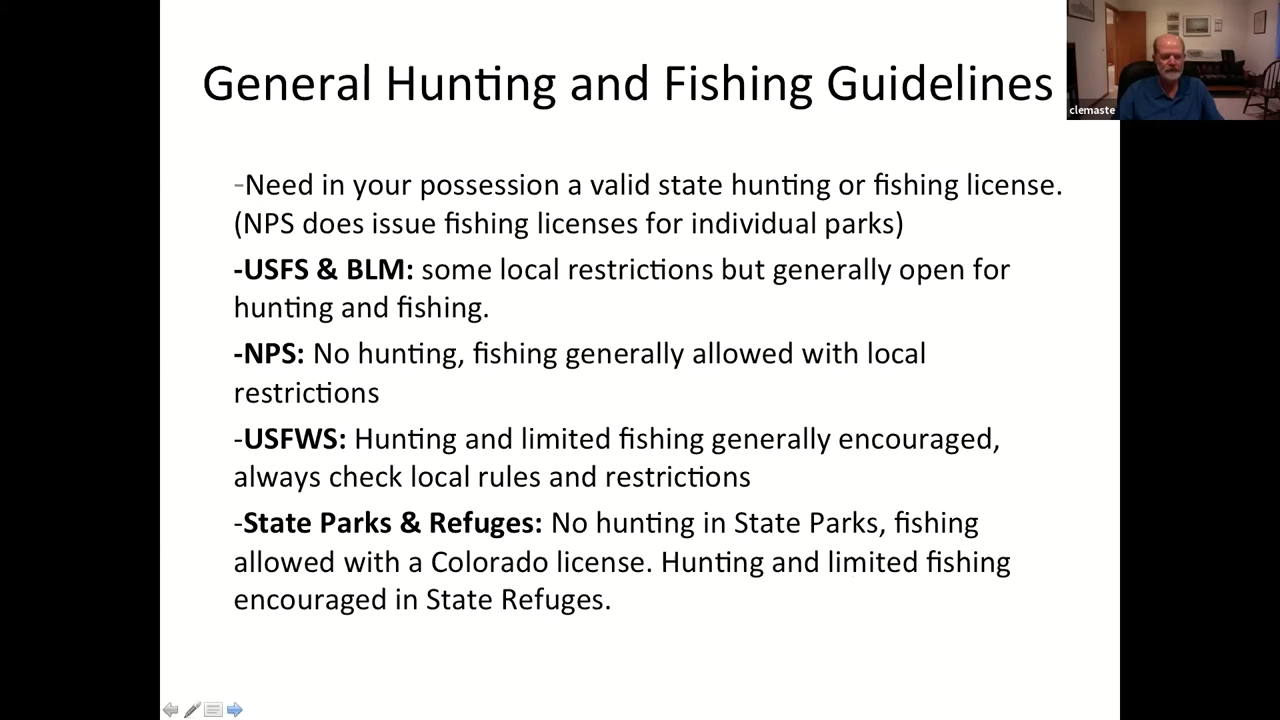 General Hunting and Fishing Guidelines
clemaste
-Need in your possession a valid state hunting or fishing license.
(NPS does issue fishing licenses for individual parks)
-USFS & BLM: some local restrictions but generally open for
hunting and fishing.
-NPS: No hunting, fishing generally allowed with local
restrictions
-USFWS: Hunting and limited fishing generally encouraged,
always check local rules and restrictions
-State Parks & Refuges: No hunting in State Parks, fishing
allowed with a Colorado license. Hunting and limited fishing
encouraged in State Refuges.